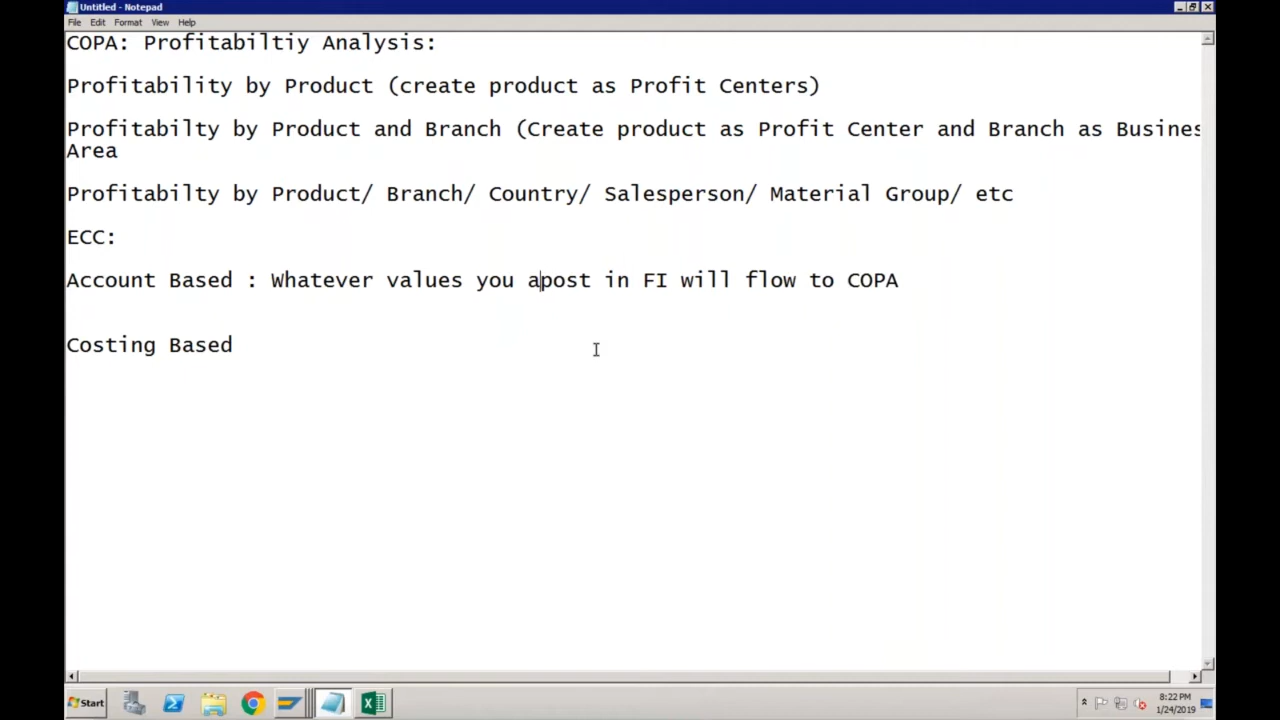 Untitled - Notepad
File Edit Format View Help
COPA: Profitabiltiy Analysis:
Profitability by Product (create product as Profit Centers)
Profitabilty by Product and Branch (Create product as Profit Center and Branch as Busines
Area
Profitabilty by Product/ Branch/ Country/ Salesperson/ Material Group/ etc
ECC:
Account Based : Whatever values you apost in FI will flow to COPA
Costing Based
Start
8:22 PM
1/24/2019